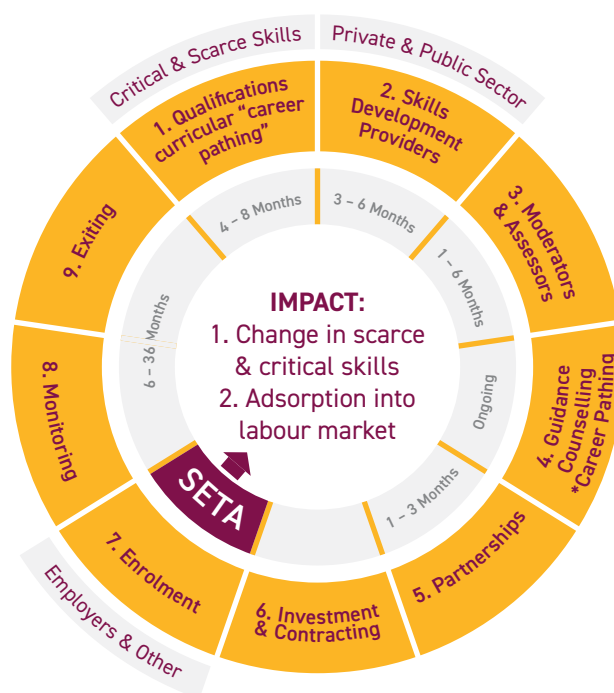 Critical & Scarce Skills
Private & Public Sector
1. Qualifications
curricular “career
pathing”
2. Skills
Development
Providers
3. Moderators
& Assessors
4. Guidance
Counselling
*Career Pathing
5. Partnerships
6. Investment
& Contracting
7. Enrolment
8. Monitoring
9. Exiting
Employers & Other
4 – 8 Months
3 – 6 Months
1 – 6 Months
Ongoing
1 – 3 Months
SETA
6 – 36 Months
IMPACT:
1. Change in scarce
& critical skills
2. Adsorption into
labour market